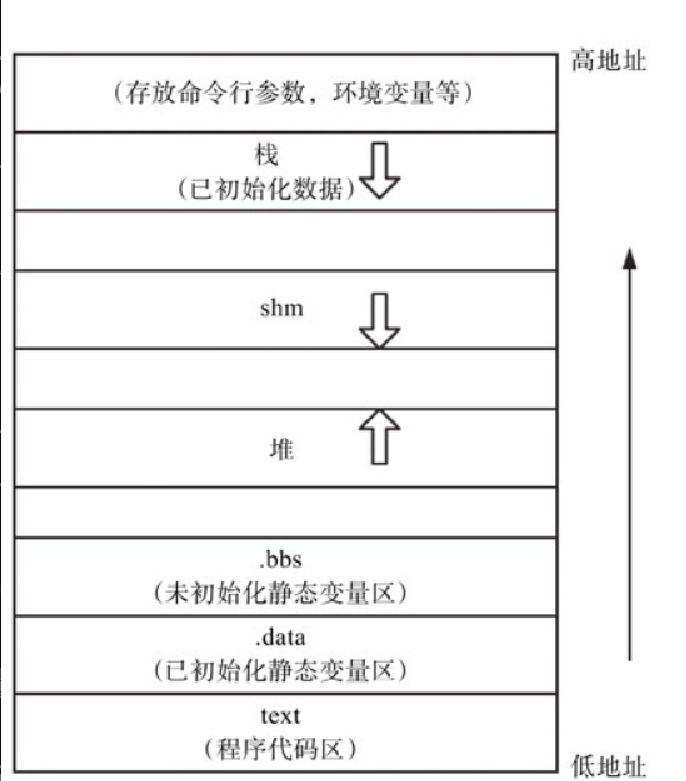 高地址
（存放命令行参数，环境变量等）
栈
（已初始化数据）
shm
堆
.bbs
（未初始化静态变量区）
.data
（已初始化静态变量区）
text
（程序代码区）
低地址